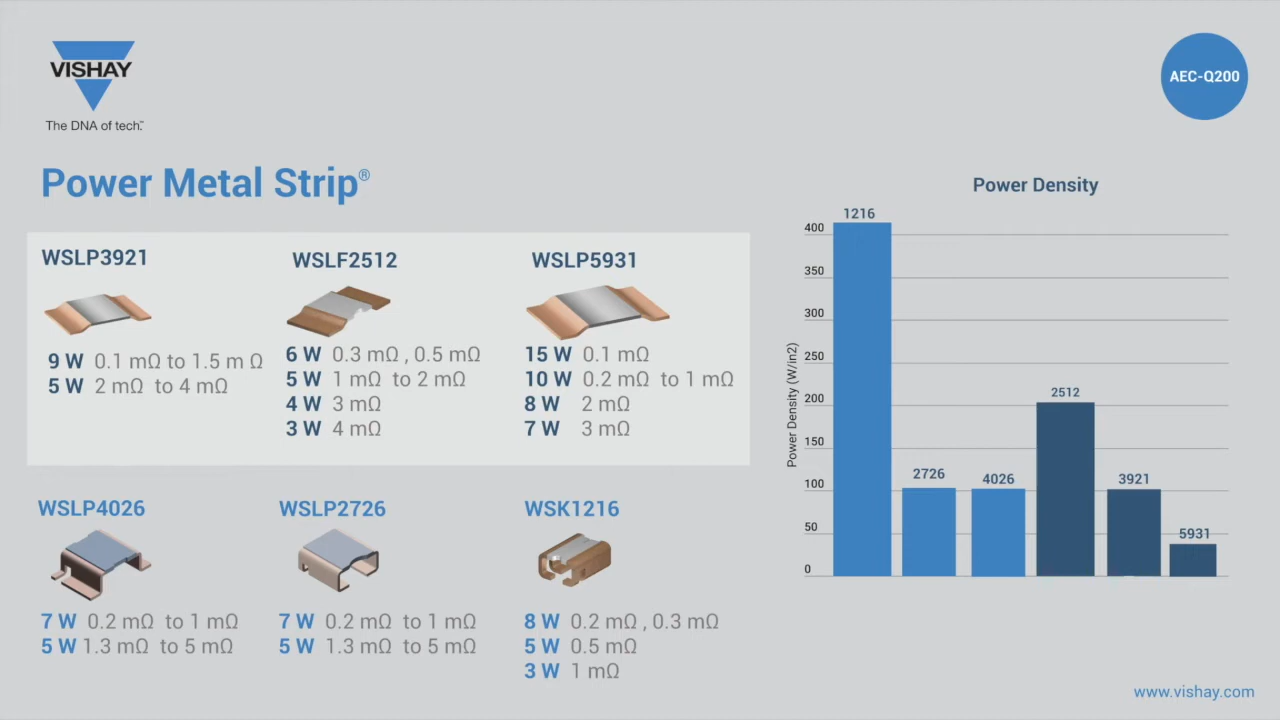 VISHAY
The DNA of tech.™
AEC-Q200
Power Metal Strip®
WSLP3921
9 W 0.1 mΩ to 1.5 m Ω
5 W 2 mΩ to 4 mΩ
WSLF2512
6 W 0.3 mΩ , 0.5 mΩ
5 W 1 mΩ to 2 mΩ
4 W 3 mΩ
3 W 4 mΩ
WSLP5931
15 W 0.1 mΩ
10 W 0.2 mΩ to 1 mΩ
8 W 2 mΩ
7 W 3 mΩ
WSLP4026
7 W 0.2 mΩ to 1 mΩ
5 W 1.3 mΩ to 5 mΩ
WSLP2726
7 W 0.2 mΩ to 1 mΩ
5 W 1.3 mΩ to 5 mΩ
WSK1216
8 W 0.2 mΩ , 0.3 mΩ
5 W 0.5 mΩ
3 W 1 mΩ
Power Density
Power Density (W/in2)
400
350
300
250
200
150
100
50
0
1216
2726
4026
2512
3921
5931
www.vishay.com